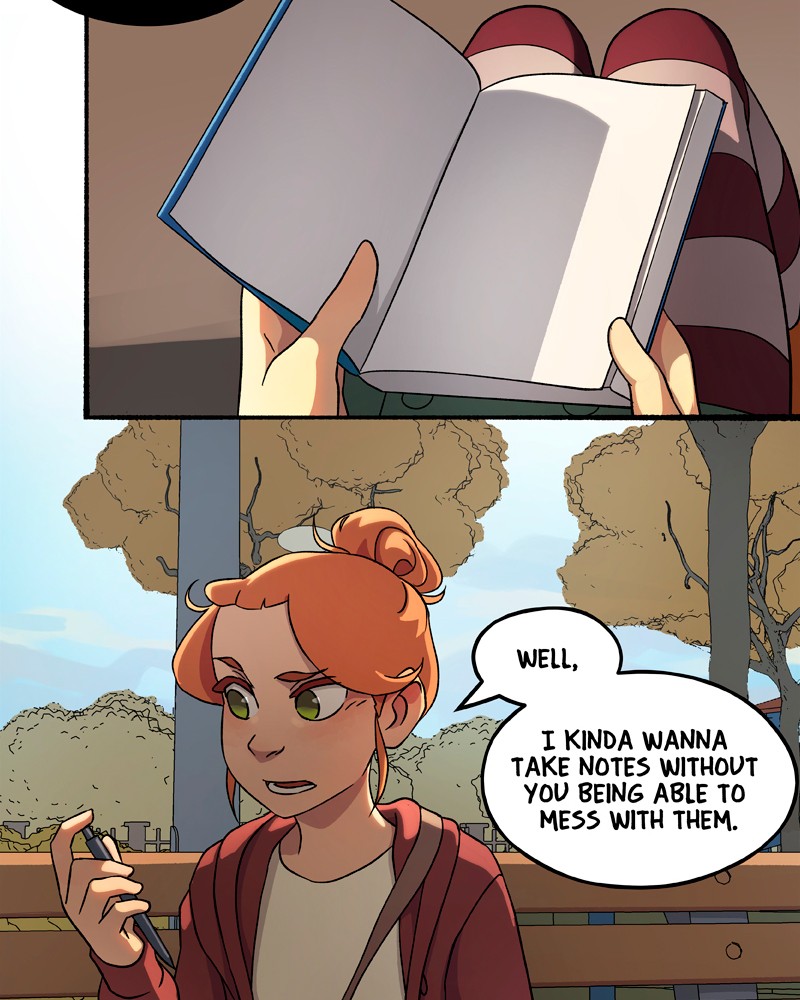 WELL,
I KINDA WANNA
TAKE NOTES WITHOUT
YOU BEING ABLE TO
MESS WITH THEM.